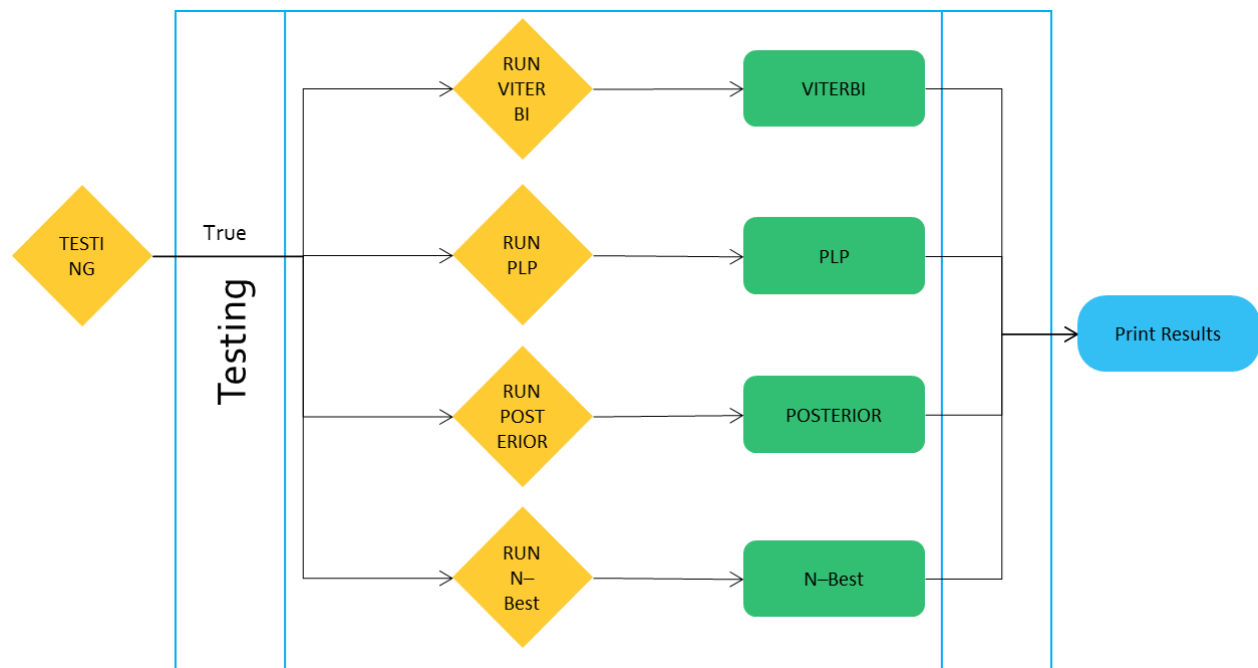 RUN
VITER
BI
VITERBI
TESTI
NG
True
Testing
RUN
PLP
PLP
Print Results
RUN
POST
ERIOR
POSTERIOR
RUN
N–
Best
N–Best